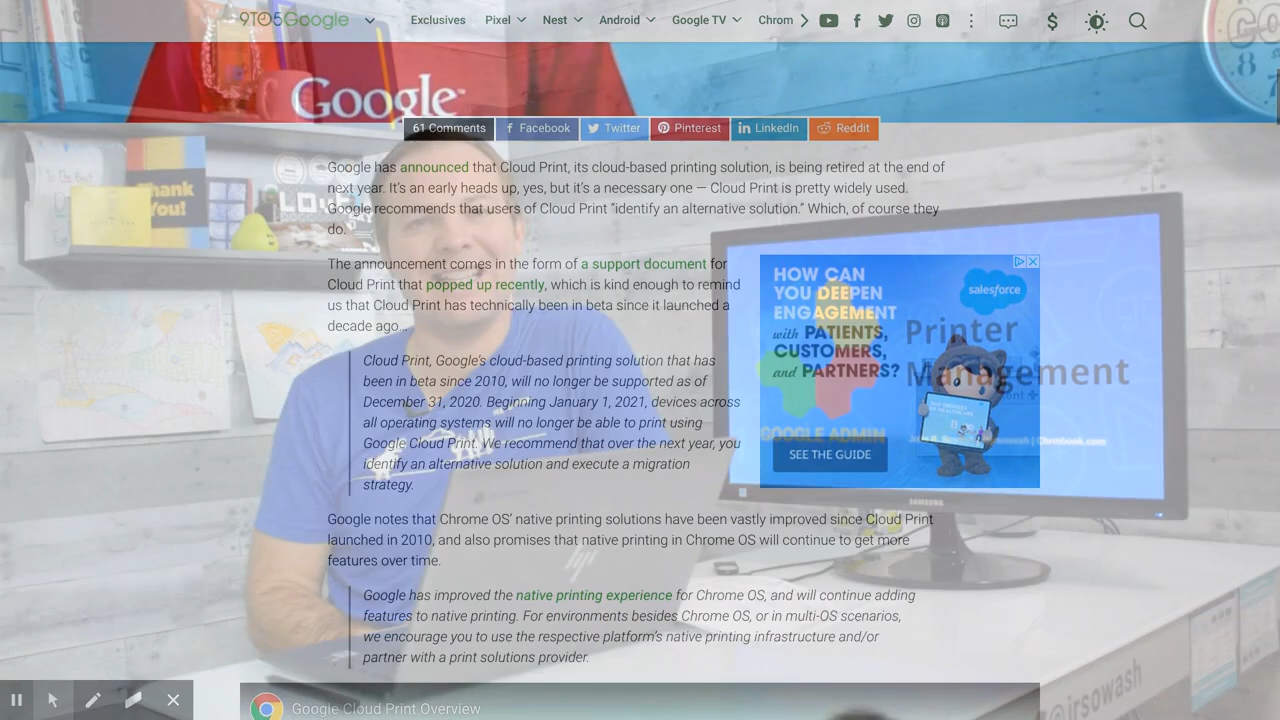 9TO5Google
Exclusives Pixel Nest Android Google TV Chrom
Google
61 Comments Facebook Twitter Pinterest LinkedIn Reddit
Thank
You!
LOVE
Google has announced that Cloud Print, its cloud-based printing solution, is being retired at the end of
next year. It's an early heads up, yes, but it's a necessary one — Cloud Print is pretty widely used.
Google recommends that users of Cloud Print "identify an alternative solution." Which, of course they
do.
The announcement comes in the form of a support document for
Cloud Print that popped up recently, which is kind enough to remind
us that Cloud Print has technically been in beta since it launched a
decade ago…
Cloud Print, Google's cloud-based printing solution that has
been in beta since 2010, will no longer be supported as of
December 31, 2020. Beginning January 1, 2021, devices across
all operating systems will no longer be able to print using
Google Cloud Print. We recommend that over the next year, you
identify an alternative solution and execute a migration
strategy.
HOW CAN
YOU DEEPEN
ENGAGEMENT
with PATIENTS,
CUSTOMERS,
and PARTNERS?
SEE THE GUIDE
salesforce
Printer
Management
GOOGLE ADMIN
SAMSUNG
Google notes that Chrome OS' native printing solutions have been vastly improved since Cloud Print
launched in 2010, and also promises that native printing in Chrome OS will continue to get more
features over time.
hp
Google has improved the native printing experience for Chrome OS, and will continue adding
features to native printing. For environments besides Chrome OS, or in multi-OS scenarios,
we encourage you to use the respective platform's native printing infrastructure and/or
partner with a print solutions provider.
Google Cloud Print Overview
@jrsowash